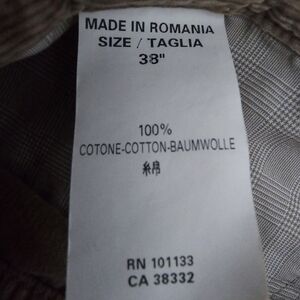 MADE IN ROMANIA
SIZE / TAGLIA
38"
100%
COTONE-COTTON-BAUMWOLLE
綿
RN 101133
CA 38332